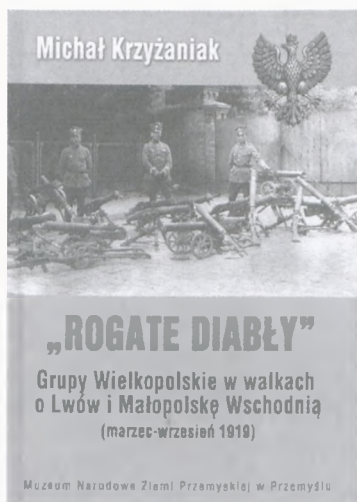 Michał Krzyżaniak
„ROGATE DIABŁY”
Grupy Wielkopolskie w walkach
o Lwów i Małopolskę Wschodnią
(marzec-wrzesień 1919)
Muzeum Narodowe Ziemi Przemyskiej w Przemyślu